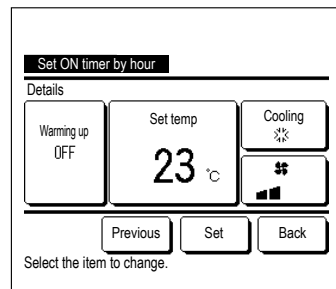 Set ON timer by hour
Details
Warming up
OFF
Set temp
23 °C
Cooling
Previous
Set
Back
Select the item to change.